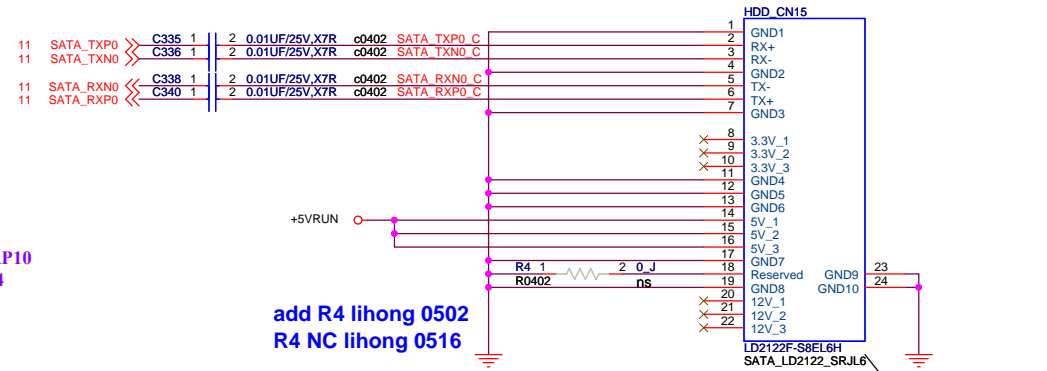 HDD_CN15
11 SATA_TXP0 C335 1 2 0.01UF/25V,X7R c0402 SATA_TXP0_C
11 SATA_TXN0 C336 1 2 0.01UF/25V,X7R c0402 SATA_TXN0_C
11 SATA_RXN0 C338 1 2 0.01UF/25V,X7R c0402 SATA_RXN0_C
11 SATA_RXP0 C340 1 2 0.01UF/25V,X7R c0402 SATA_RXP0_C
1 GND1
2 RX+
3 RX-
4 GND2
5 TX-
6 TX+
7 GND3
8 3.3V_1
9 3.3V_2
10 3.3V_3
11 GND4
12 GND5
13 GND6
+5VRUN
14 5V_1
15 5V_2
16 5V_3
17 GND7
R4 1 2 0_J
R0402 ns
18 Reserved
19 GND8
20 12V_1
21 12V_2
22 12V_3
GND9 23
GND10 24
P10
4
add R4 lihong 0502
R4 NC lihong 0516
LD2122F-S8EL6H
SATA_LD2122_SRJL6